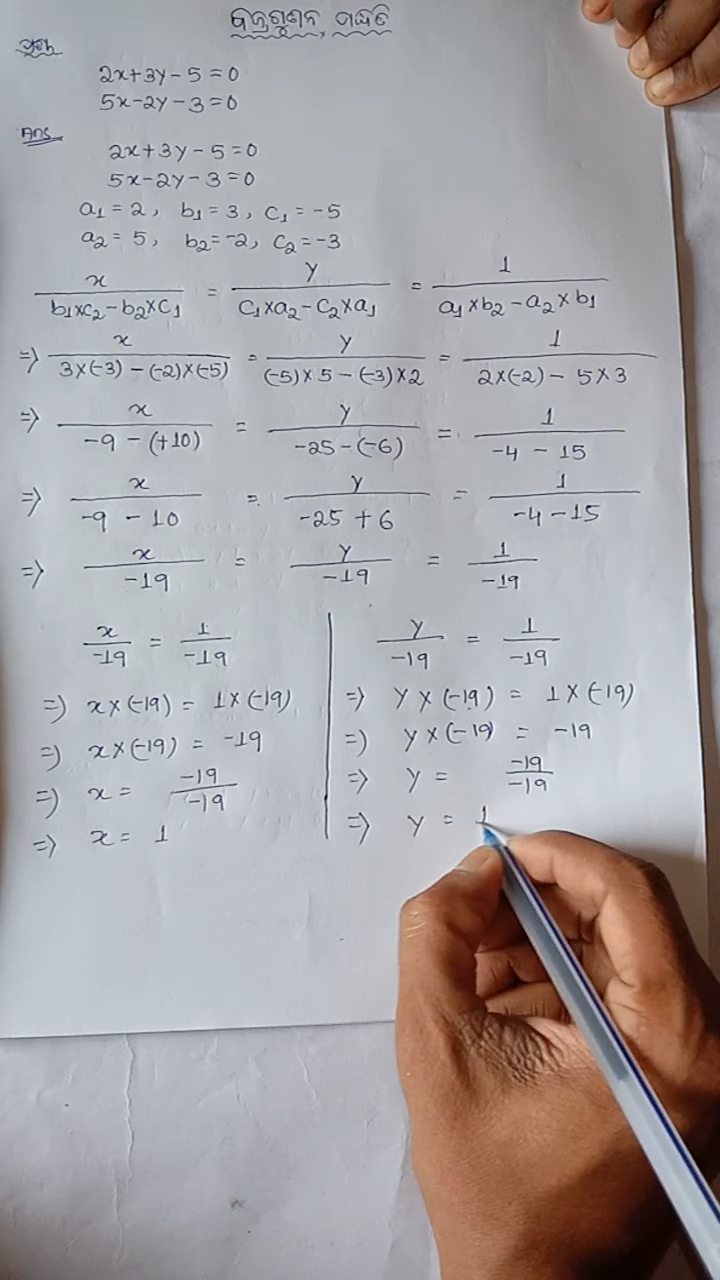 ବଜ୍ରଗୁଣନ ପଦ୍ଧତି
ପ୍ରଶ୍ନ
2x+3y-5=0
5x-2y-3=0
Ans
2x+3y-5=0
5x-2y-3=0
a₁=2, b₁=3, c₁=-5
a₂=5, b₂=-2, c₂=-3
x/(b₁×c₂-b₂×c₁) = y/(c₁×a₂-c₂×a₁) = 1/(a₁×b₂-a₂×b₁)
=> x/(3×(-3)-(-2)×(-5)) = y/((-5)×5-(-3)×2) = 1/(2×(-2)-5×3)
=> x/(-9-(+10)) = y/(-25-(-6)) = 1/(-4-15)
=> x/(-9-10) = y/(-25+6) = 1/(-4-15)
=> x/-19 = y/-19 = 1/-19
x/-19 = 1/-19
=> x×(-19) = 1×(-19)
=> x×(-19) = -19
=> x = -19/-19
=> x = 1
y/-19 = 1/-19
=> y×(-19) = 1×(-19)
=> y×(-19) = -19
=> y = -19/-19
=> y = 1